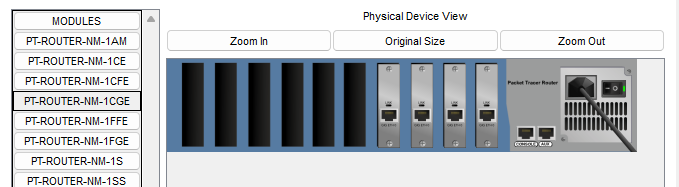 MODULES
PT-ROUTER-NM-1AM
PT-ROUTER-NM-1CE
PT-ROUTER-NM-1CFE
PT-ROUTER-NM-1CGE
PT-ROUTER-NM-1FFE
PT-ROUTER-NM-1FGE
PT-ROUTER-NM-1S
PT-ROUTER-NM-1SS
Physical Device View
Zoom In
Original Size
Zoom Out
Packet Tracer Router
CONSOLE
AUX